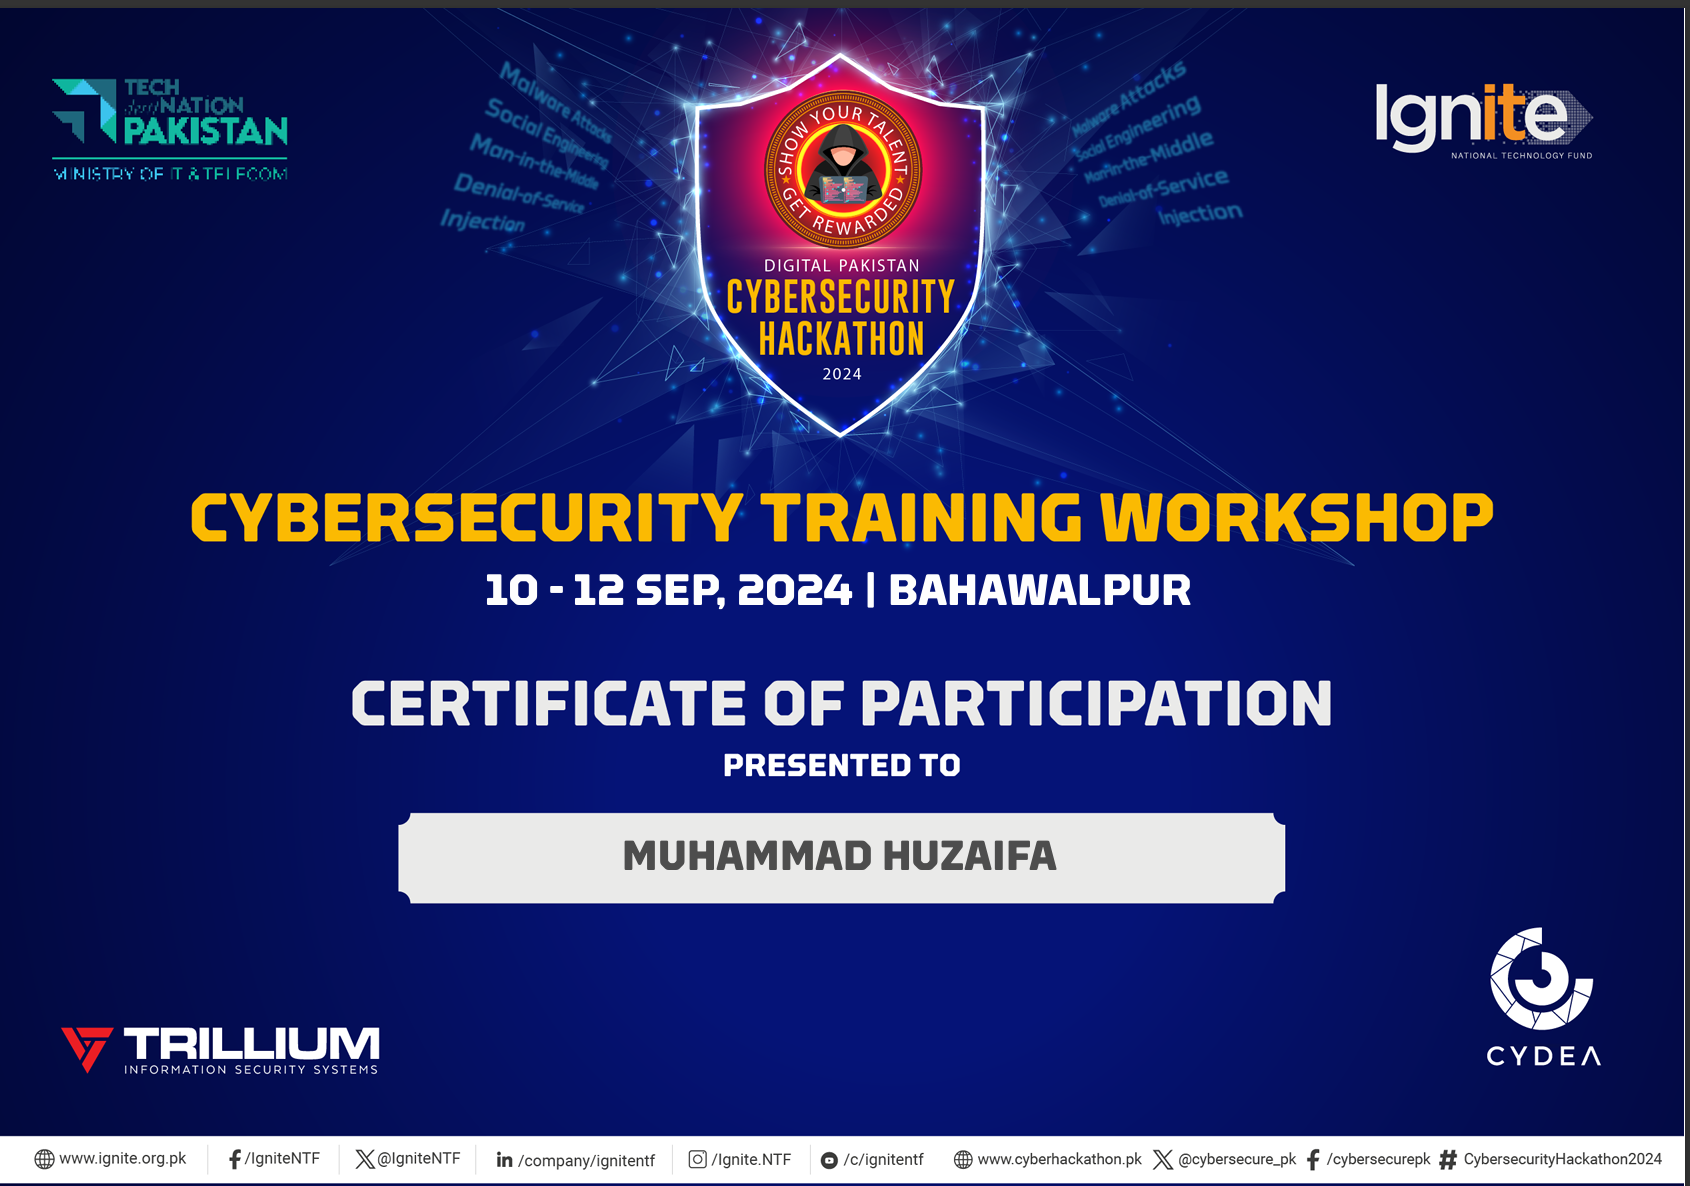 TECH
destiNATION
PAKISTAN
MINISTRY OF IT & TELECOM
Malware Attacks
Social Engineering
Man-in-the-Middle
Denial-of-Service
Injection
SHOW YOUR TALENT
GET REWARDED
DIGITAL PAKISTAN
CYBERSECURITY
HACKATHON
2024
Malware Attacks
Social Engineering
Man-in-the-Middle
Denial-of-Service
Injection
Ignite
NATIONAL TECHNOLOGY FUND
CYBERSECURITY TRAINING WORKSHOP
10 - 12 SEP, 2024 | BAHAWALPUR
CERTIFICATE OF PARTICIPATION
PRESENTED TO
MUHAMMAD HUZAIFA
TRILLIUM
INFORMATION SECURITY SYSTEMS
CYDEA
www.ignite.org.pk /IgniteNTF @IgniteNTF /company/ignitentf /Ignite.NTF /c/ignitentf www.cyberhackathon.pk @cybersecure_pk /cybersecurepk # CybersecurityHackathon2024